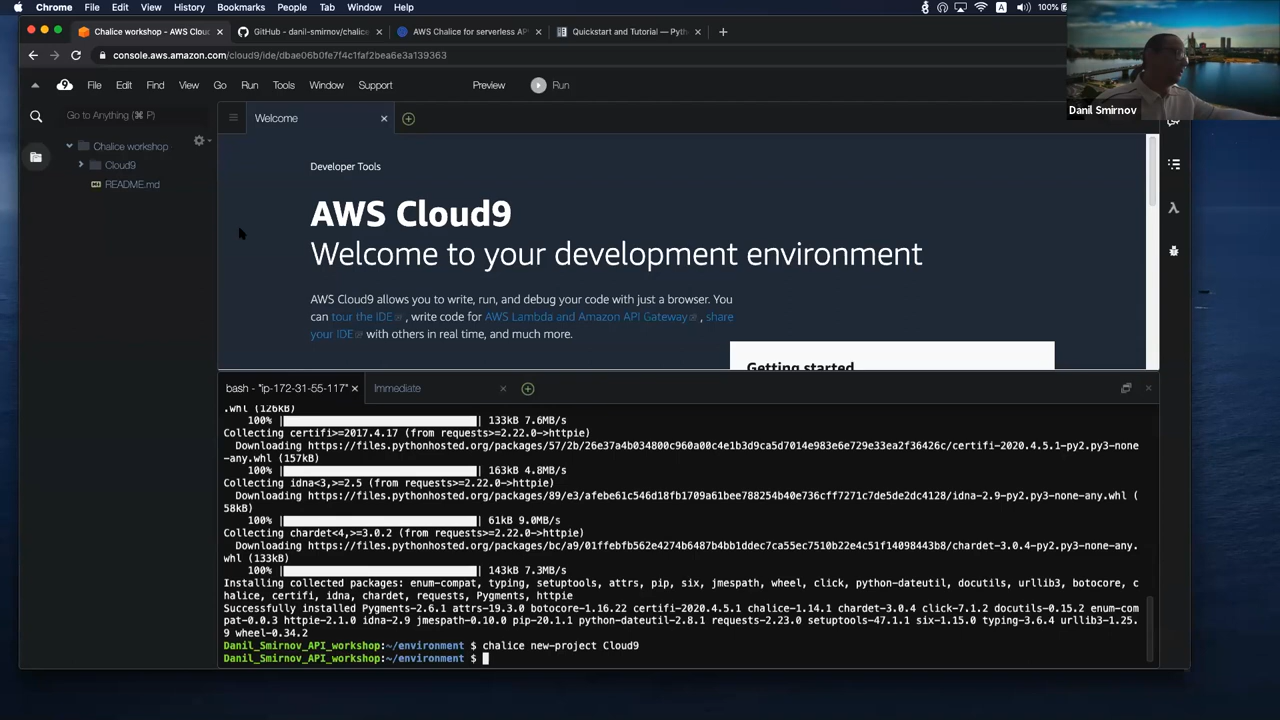 Chrome File Edit View History Bookmarks People Tab Window Help 100%
Chalice workshop - AWS Cloud GitHub - danil-smirnov/chalice AWS Chalice for serverless API Quickstart and Tutorial — Pyth
console.aws.amazon.com/cloud9/ide/dbae06b0fe7f4c1faf2bea6e3a139363
9 File Edit Find View Go Run Tools Window Support Preview Run
Danil Smirnov
Go to Anything (⌘ P)
Welcome
Chalice workshop
Cloud9
README.md
Developer Tools
AWS Cloud9
Welcome to your development environment
AWS Cloud9 allows you to write, run, and debug your code with just a browser. You
can tour the IDE, write code for AWS Lambda and Amazon API Gateway, share
your IDE with others in real time, and much more.
Getting started
bash - "ip-172-31-55-117" Immediate
.whl (126kB)
100% 133kB 7.6MB/s
Collecting certifi>=2017.4.17 (from requests>=2.22.0->httpie)
Downloading https://files.pythonhosted.org/packages/57/2b/26e37a4b034800c960a00c4e1b3d9ca5d7014e983e6e729e33ea2f36426c/certifi-2020.4.5.1-py2.py3-none
-any.whl (157kB)
100% 163kB 4.8MB/s
Collecting idna<3,>=2.5 (from requests>=2.22.0->httpie)
Downloading https://files.pythonhosted.org/packages/89/e3/afebe61c546d18fb1709a61bee788254b40e736cff7271c7de5de2dc4128/idna-2.9-py2.py3-none-any.whl (
58kB)
100% 61kB 9.0MB/s
Collecting chardet<4,>=3.0.2 (from requests>=2.22.0->httpie)
Downloading https://files.pythonhosted.org/packages/bc/a9/01ffebfb562e4274b6487b4bb1ddec7ca55ec7510b22e4c51f14098443b8/chardet-3.0.4-py2.py3-none-any.
whl (133kB)
100% 143kB 7.3MB/s
Installing collected packages: enum-compat, typing, setuptools, attrs, pip, six, jmespath, wheel, click, python-dateutil, docutils, urllib3, botocore, c
halice, certifi, idna, chardet, requests, Pygments, httpie
Successfully installed Pygments-2.6.1 attrs-19.3.0 botocore-1.16.22 certifi-2020.4.5.1 chalice-1.14.1 chardet-3.0.4 click-7.1.2 docutils-0.15.2 enum-com
pat-0.0.3 httpie-2.1.0 idna-2.9 jmespath-0.10.0 pip-20.1.1 python-dateutil-2.8.1 requests-2.23.0 setuptools-47.1.1 six-1.15.0 typing-3.6.4 urllib3-1.25.
9 wheel-0.34.2
Danil_Smirnov_API_workshop:~/environment $ chalice new-project Cloud9
Danil_Smirnov_API_workshop:~/environment $